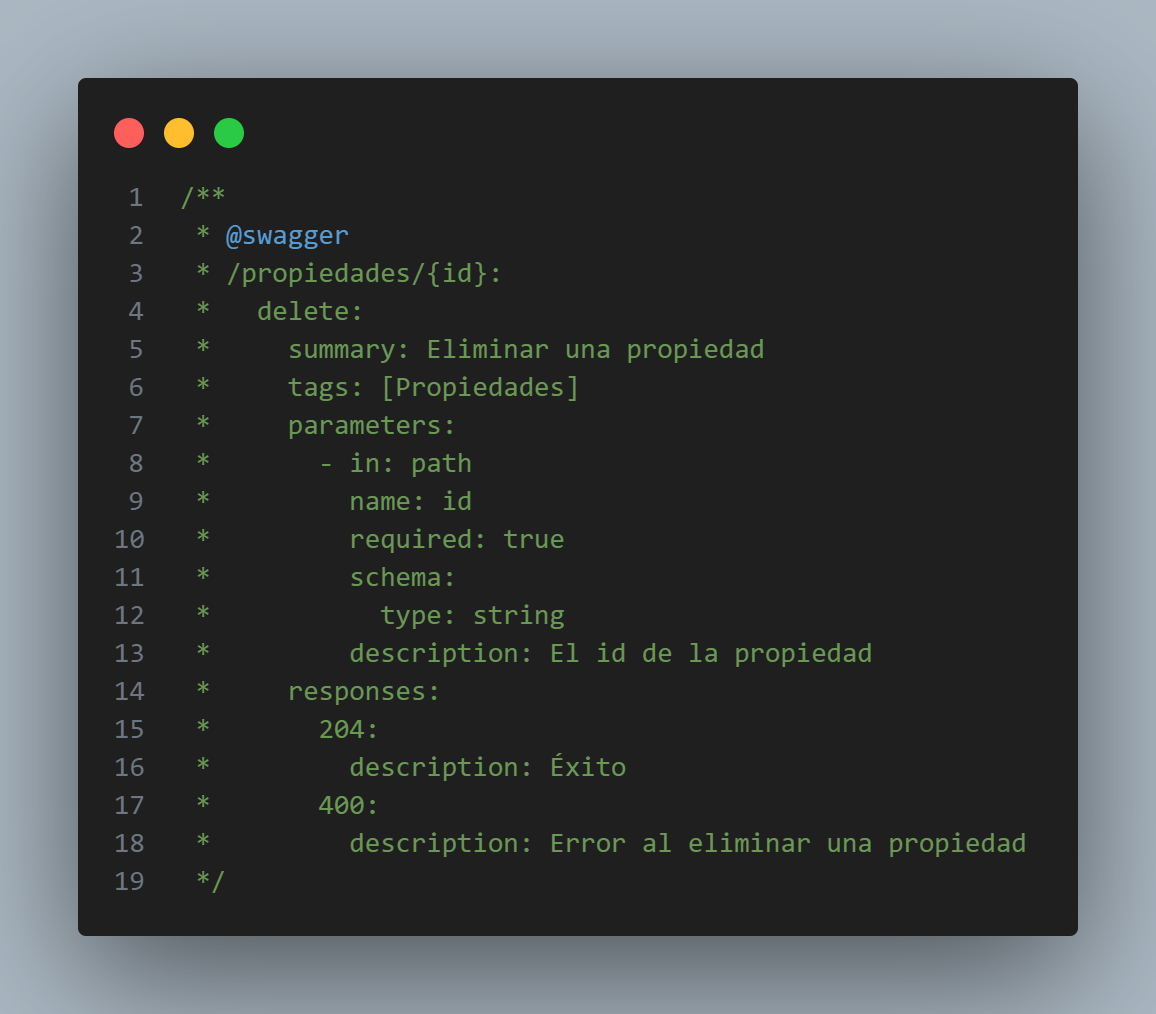 1 /**
2  * @swagger
3  * /propiedades/{id}:
4  *   delete:
5  *     summary: Eliminar una propiedad
6  *     tags: [Propiedades]
7  *     parameters:
8  *       - in: path
9  *         name: id
10  *         required: true
11  *         schema:
12  *           type: string
13  *         description: El id de la propiedad
14  *     responses:
15  *       204:
16  *         description: Éxito
17  *       400:
18  *         description: Error al eliminar una propiedad
19  */